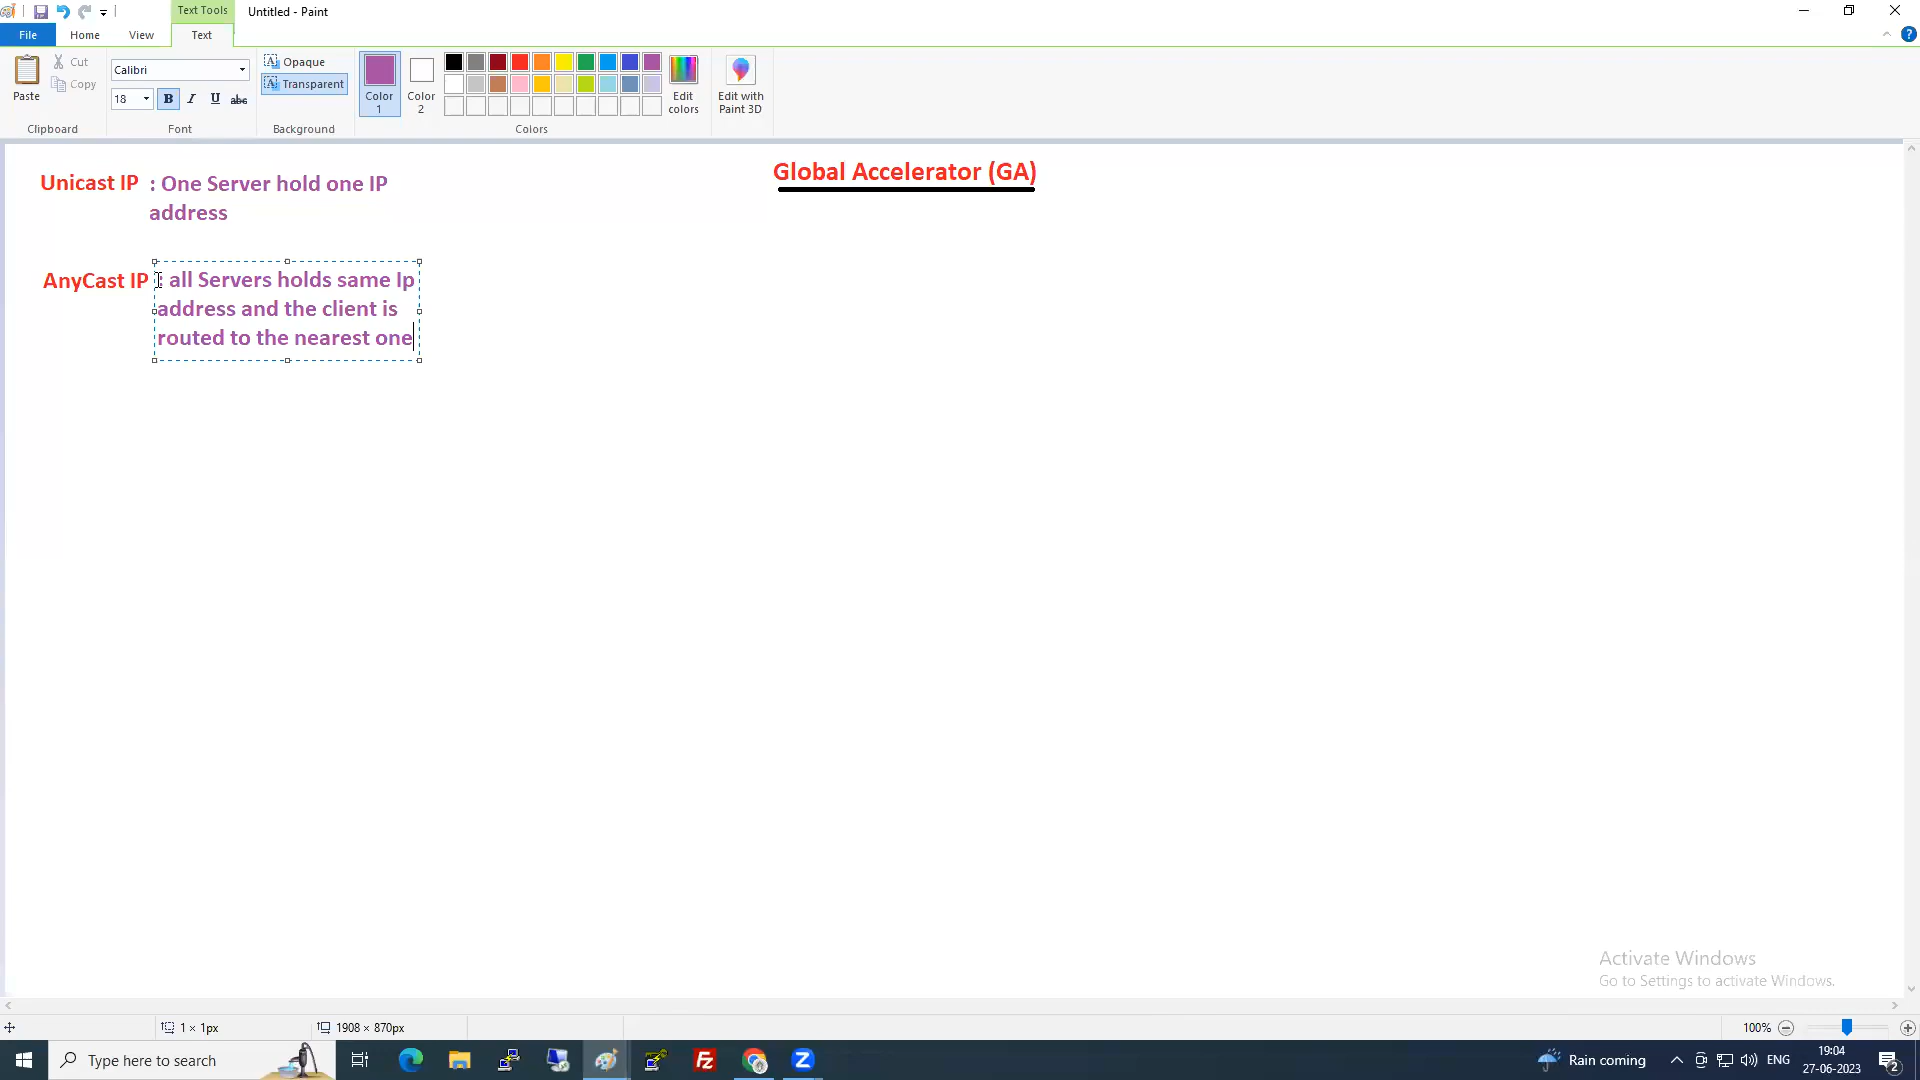 Text Tools
Untitled - Paint
File
Home
View
Text
Paste
Cut
Copy
Clipboard
Calibri
18
B
I
U
abc
Font
Opaque
Transparent
Background
Color
1
Color
2
Edit
colors
Colors
Edit with
Paint 3D
Global Accelerator (GA)
Unicast IP : One Server hold one IP
address
AnyCast IP : all Servers holds same Ip
address and the client is
routed to the nearest one
Activate Windows
Go to Settings to activate Windows.
1 × 1px
1908 × 870px
100%
Type here to search
Rain coming
ENG
19:04
27-06-2023
2